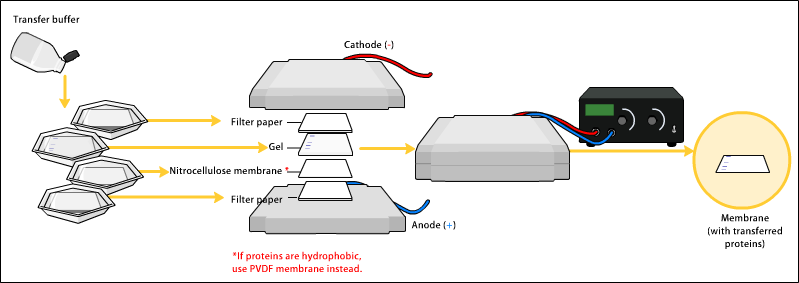 Transfer buffer
Cathode (-)
Filter paper
Gel
Nitrocellulose membrane *
Filter paper
Anode (+)
*If proteins are hydrophobic,
use PVDF membrane instead.
Membrane
(with transferred
proteins)